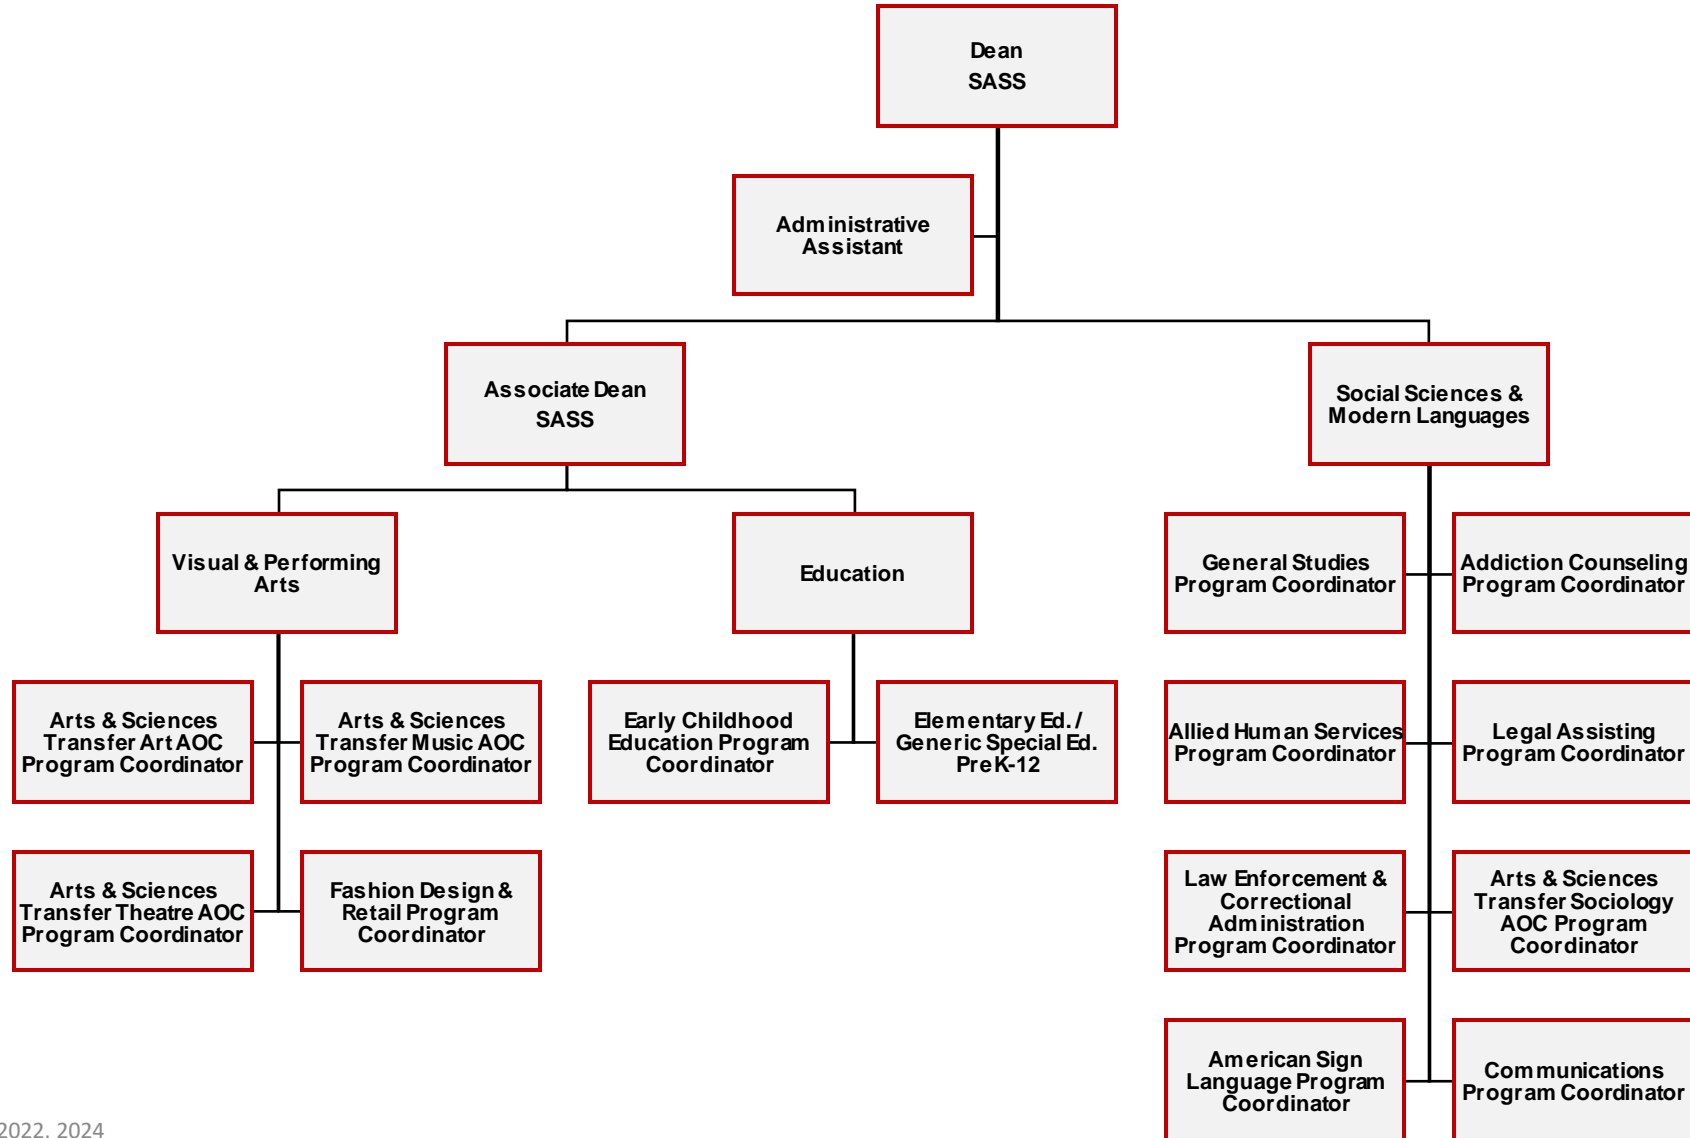 Dean
SASS
Administrative
Assistant
Associate Dean
SASS
Social Sciences &
Modern Languages
Visual & Performing
Arts
Education
General Studies
Program Coordinator
Addiction Counseling
Program Coordinator
Arts & Sciences
Transfer Art AOC
Program Coordinator
Arts & Sciences
Transfer Music AOC
Program Coordinator
Early Childhood
Education Program
Coordinator
Elementary Ed. /
Generic Special Ed.
PreK-12
Allied Human Services
Program Coordinator
Legal Assisting
Program Coordinator
Arts & Sciences
Transfer Theatre AOC
Program Coordinator
Fashion Design &
Retail Program
Coordinator
Law Enforcement &
Correctional
Administration
Program Coordinator
Arts & Sciences
Transfer Sociology
AOC Program
Coordinator
American Sign
Language Program
Coordinator
Communications
Program Coordinator
2022. 2024